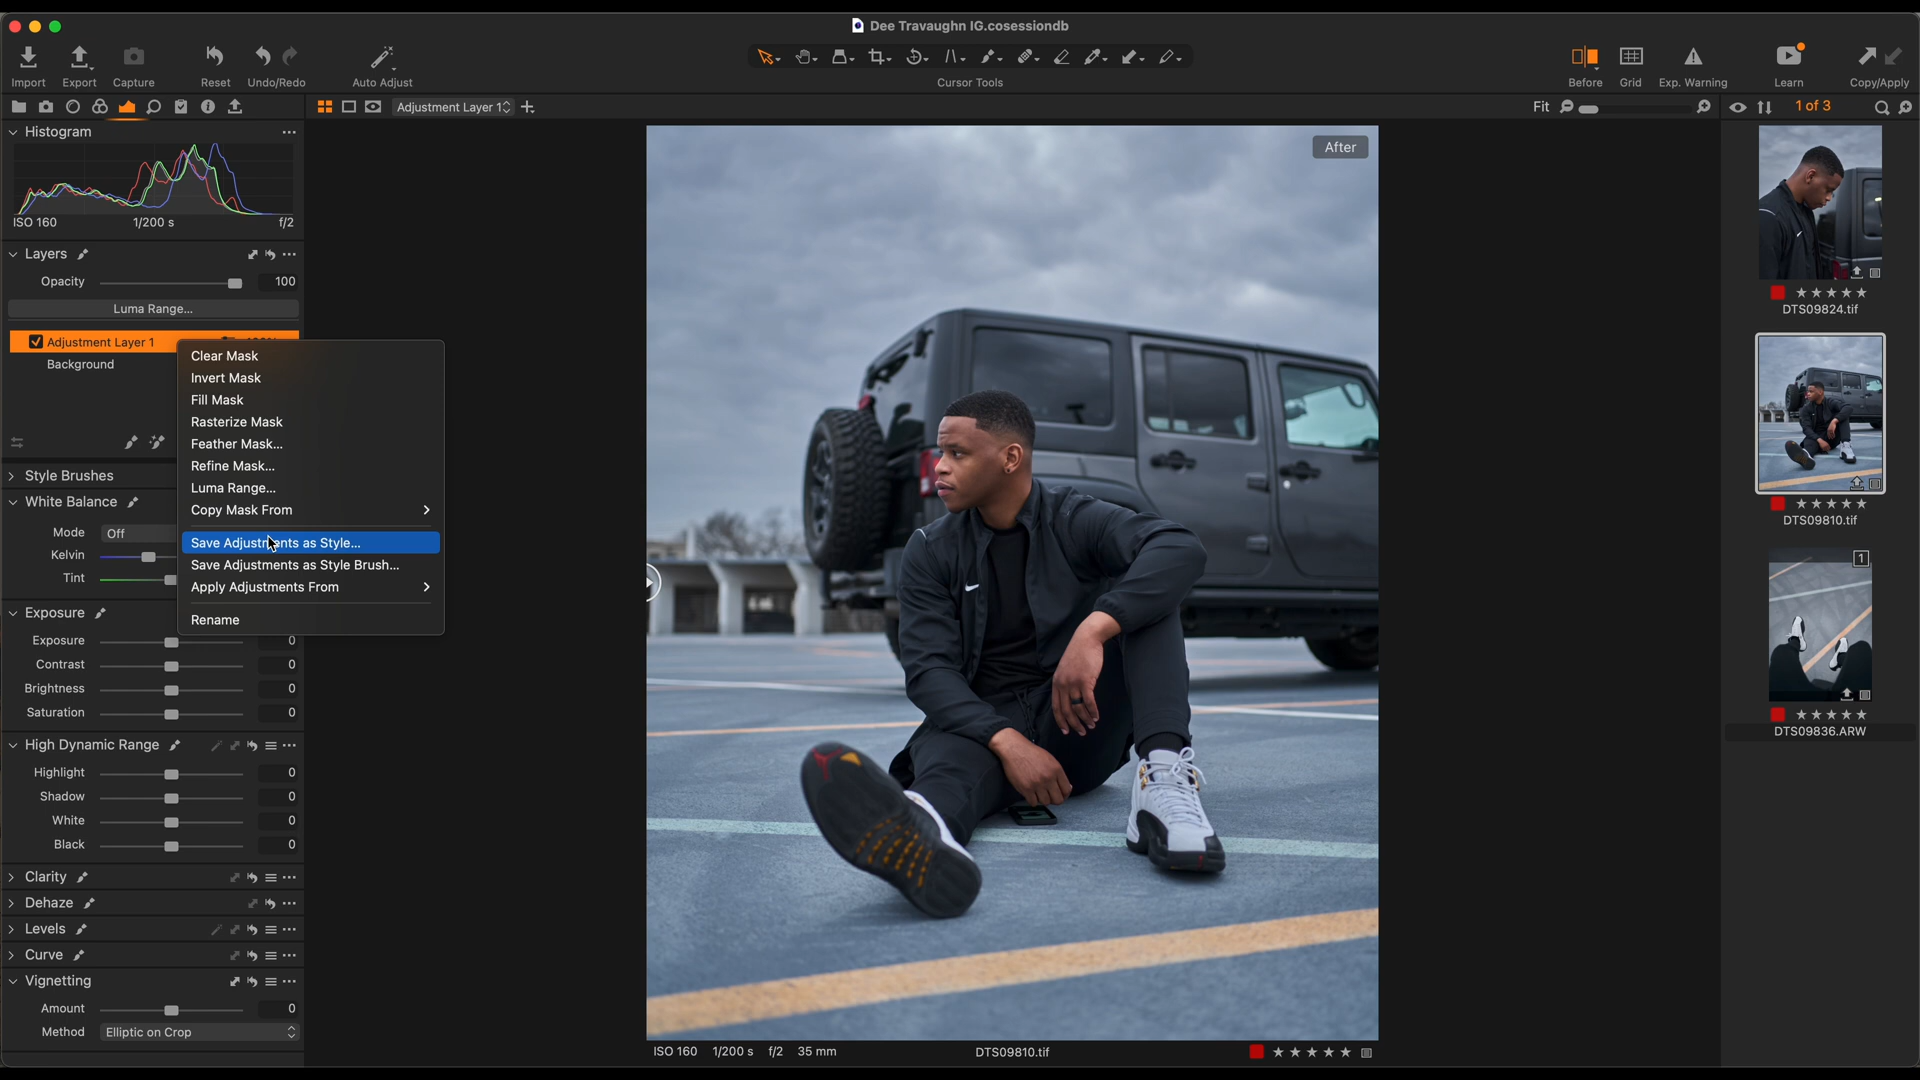 Dee Travaughn IG.cosessiondb
Import
Export
Capture
Reset
Undo/Redo
Auto Adjust
Cursor Tools
Before
Grid
Exp. Warning
Learn
Copy/Apply
Adjustment Layer 1
Fit
1 of 3
Histogram
ISO 160
1/200 s
f/2
Layers
Opacity
100
Luma Range...
Adjustment Layer 1
Background
Clear Mask
Invert Mask
Fill Mask
Rasterize Mask
Feather Mask...
Refine Mask...
Luma Range...
Copy Mask From
Save Adjustments as Style...
Save Adjustments as Style Brush...
Apply Adjustments From
Rename
Style Brushes
White Balance
Mode
Off
Kelvin
Tint
Exposure
Exposure
0
Contrast
0
Brightness
0
Saturation
0
High Dynamic Range
Highlight
0
Shadow
0
White
0
Black
0
Clarity
Dehaze
Levels
Curve
Vignetting
Amount
0
Method
Elliptic on Crop
After
ISO 160
1/200 s
f/2
35 mm
DTS09810.tif
DTS09824.tif
DTS09810.tif
1
DTS09836.ARW